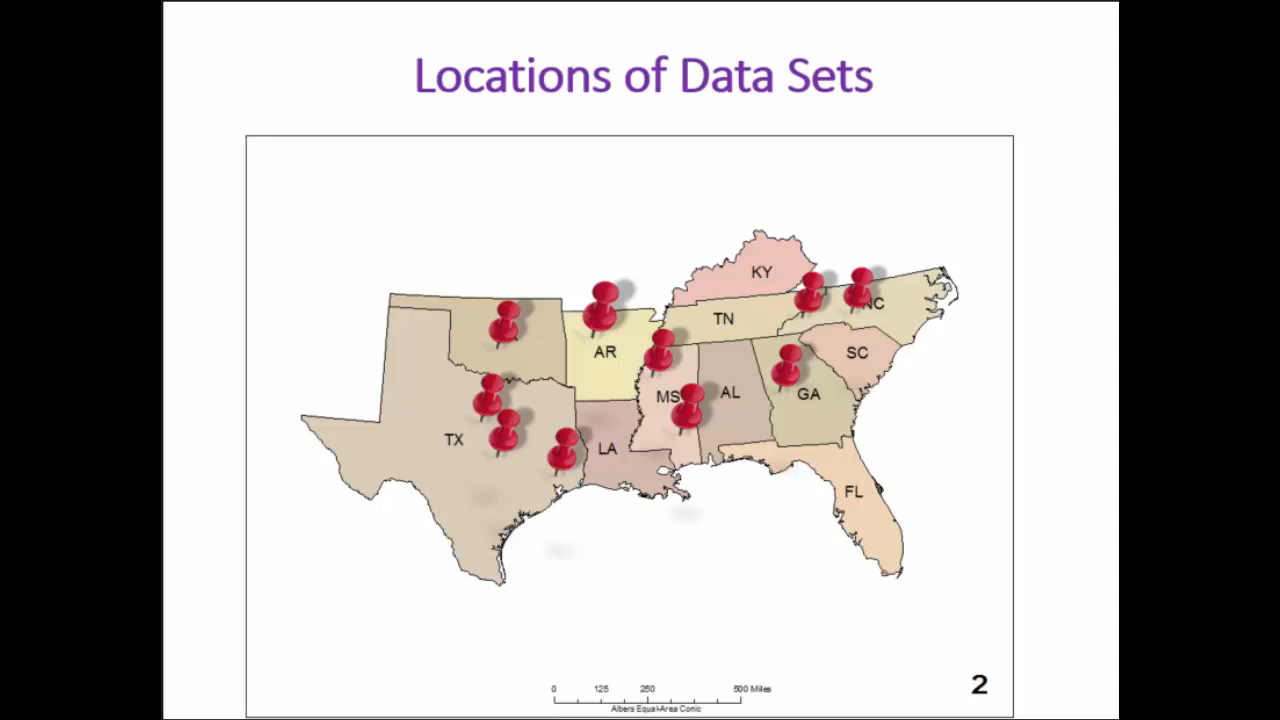 Locations of Data Sets
KY
NC
TN
AR
SC
MS
AL
GA
TX
LA
FL
2
0 125 250 500 Miles
Albers Equal-Area Conic